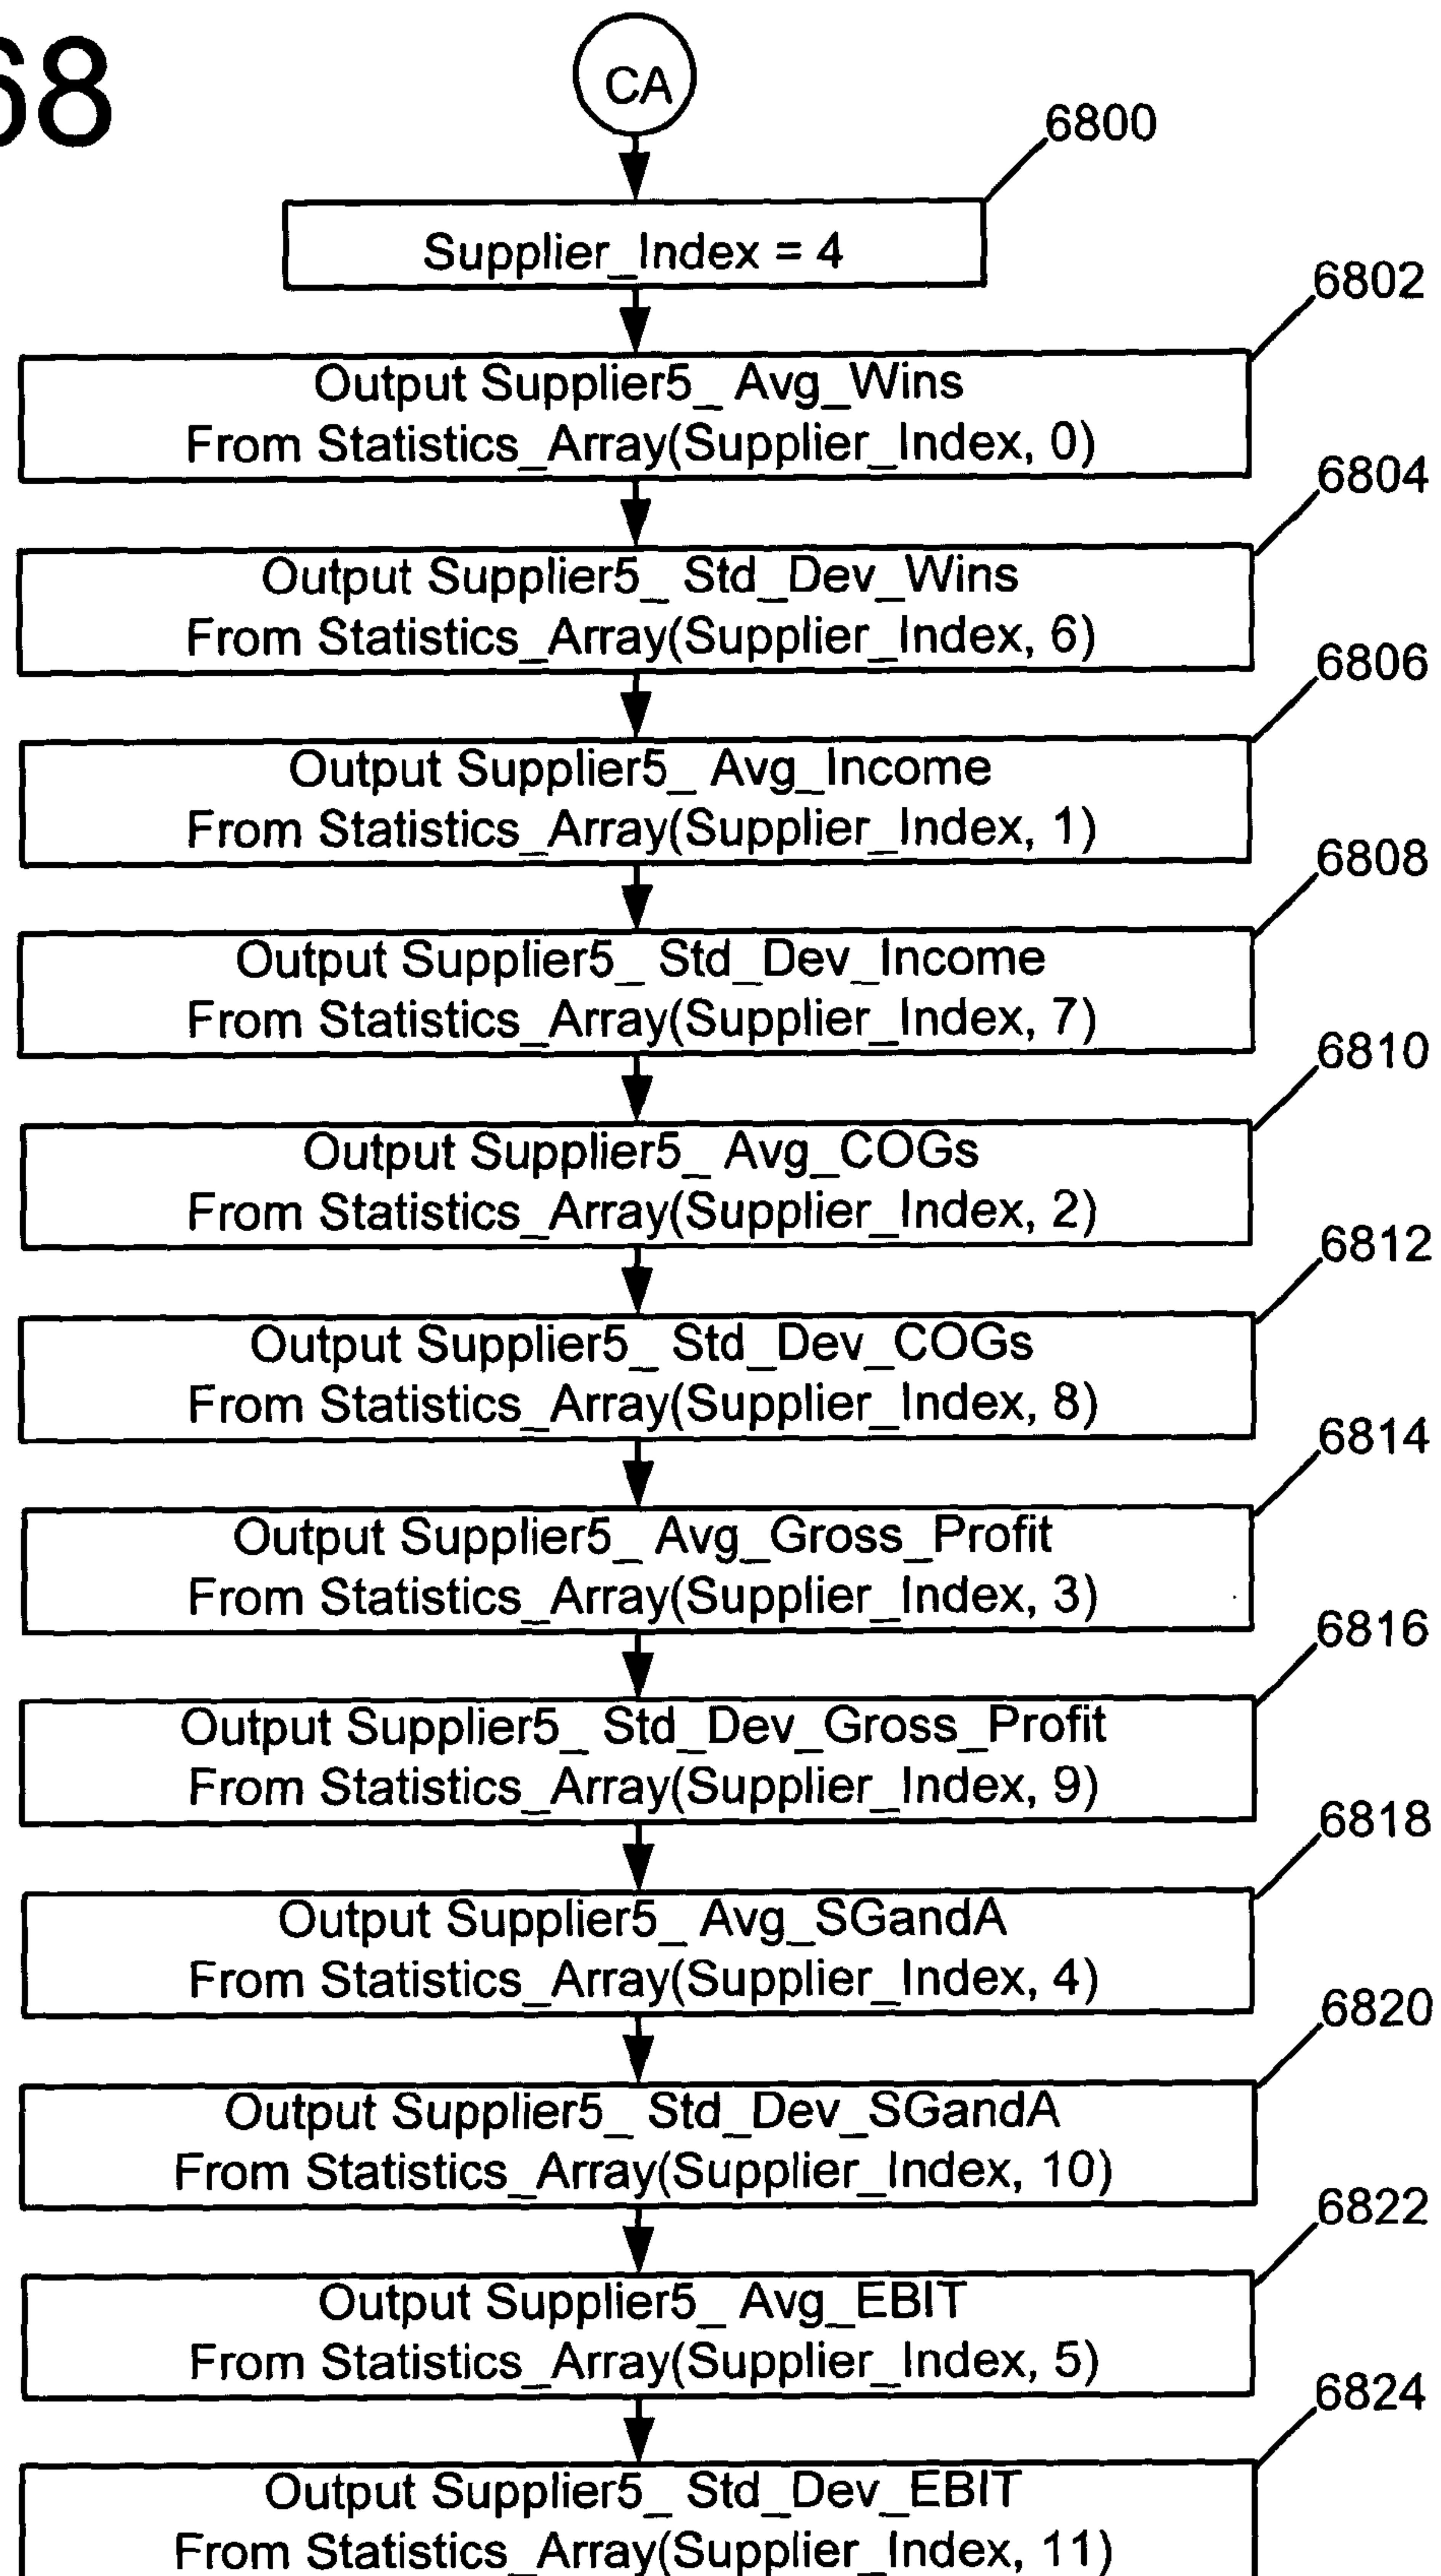 68
CA
6800
Supplier_Index = 4
6802
Output Supplier5_ Avg_Wins
From Statistics_Array(Supplier_Index, 0)
6804
Output Supplier5_ Std_Dev_Wins
From Statistics_Array(Supplier_Index, 6)
6806
Output Supplier5_ Avg_Income
From Statistics_Array(Supplier_Index, 1)
6808
Output Supplier5_ Std_Dev_Income
From Statistics_Array(Supplier_Index, 7)
6810
Output Supplier5_ Avg_COGs
From Statistics_Array(Supplier_Index, 2)
6812
Output Supplier5_ Std_Dev_COGs
From Statistics_Array(Supplier_Index, 8)
6814
Output Supplier5_ Avg_Gross_Profit
From Statistics_Array(Supplier_Index, 3)
6816
Output Supplier5_ Std_Dev_Gross_Profit
From Statistics_Array(Supplier_Index, 9)
6818
Output Supplier5_ Avg_SGandA
From Statistics_Array(Supplier_Index, 4)
6820
Output Supplier5_ Std_Dev_SGandA
From Statistics_Array(Supplier_Index, 10)
6822
Output Supplier5_ Avg_EBIT
From Statistics_Array(Supplier_Index, 5)
6824
Output Supplier5_ Std_Dev_EBIT
From Statistics_Array(Supplier_Index, 11)